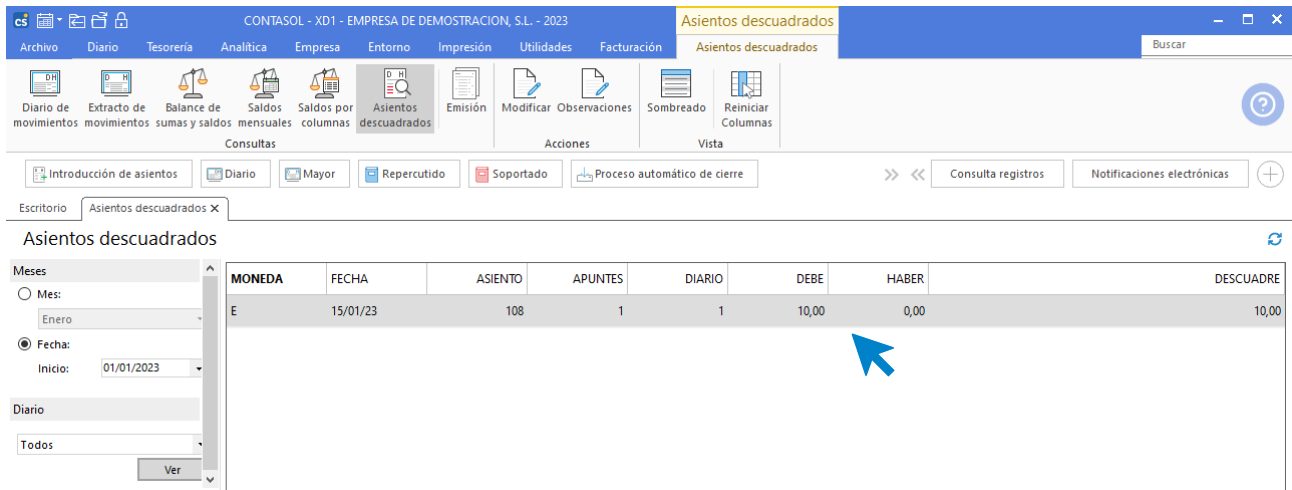 cs
CONTASOL - XD1 - EMPRESA DE DEMOSTRACION, S.L. - 2023
Asientos descuadrados
Archivo Diario Tesorería Analítica Empresa Entorno Impresión Utilidades Facturación Asientos descuadrados Buscar
Diario de movimientos
Extracto de movimientos
Balance de sumas y saldos
Saldos mensuales
Saldos por columnas
Asientos descuadrados
Emisión
Modificar
Observaciones
Sombreado
Reiniciar Columnas
Consultas Acciones Vista
Introducción de asientos Diario Mayor Repercutido Soportado Proceso automático de cierre Consulta registros Notificaciones electrónicas
Escritorio Asientos descuadrados
Asientos descuadrados
Meses
Mes:
Enero
Fecha:
Inicio: 01/01/2023
Diario
Todos
Ver
MONEDA FECHA ASIENTO APUNTES DIARIO DEBE HABER DESCUADRE
E 15/01/23 108 1 1 10,00 0,00 10,00